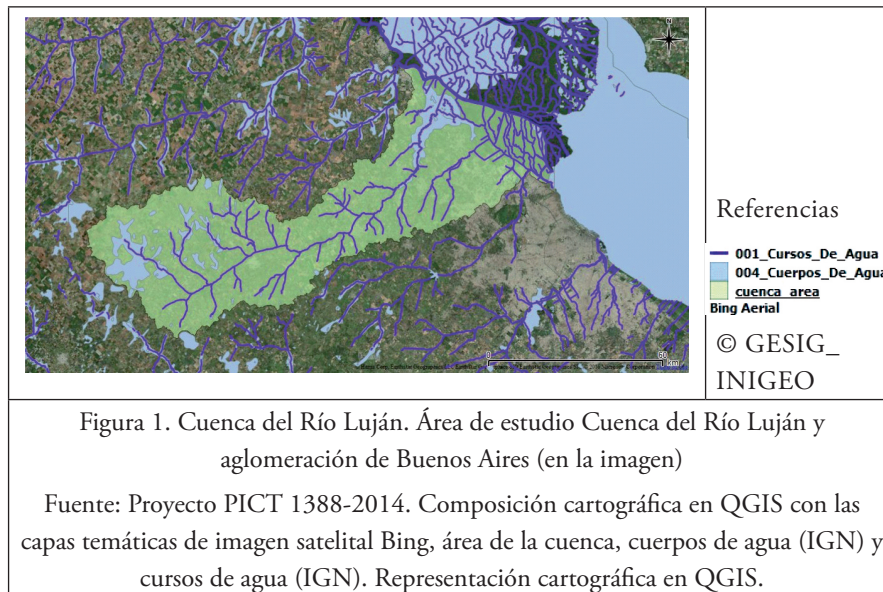 N
0
60
km
Referencias
001_Cursos_De_Agua
004_Cuerpos_De_Agua
cuenca_area
Bing Aerial
© GESIG_
INIGEO
Figura 1. Cuenca del Río Luján. Área de estudio Cuenca del Río Luján y
aglomeración de Buenos Aires (en la imagen)
Fuente: Proyecto PICT 1388-2014. Composición cartográfica en QGIS con las
capas temáticas de imagen satelital Bing, área de la cuenca, cuerpos de agua (IGN) y
cursos de agua (IGN). Representación cartográfica en QGIS.